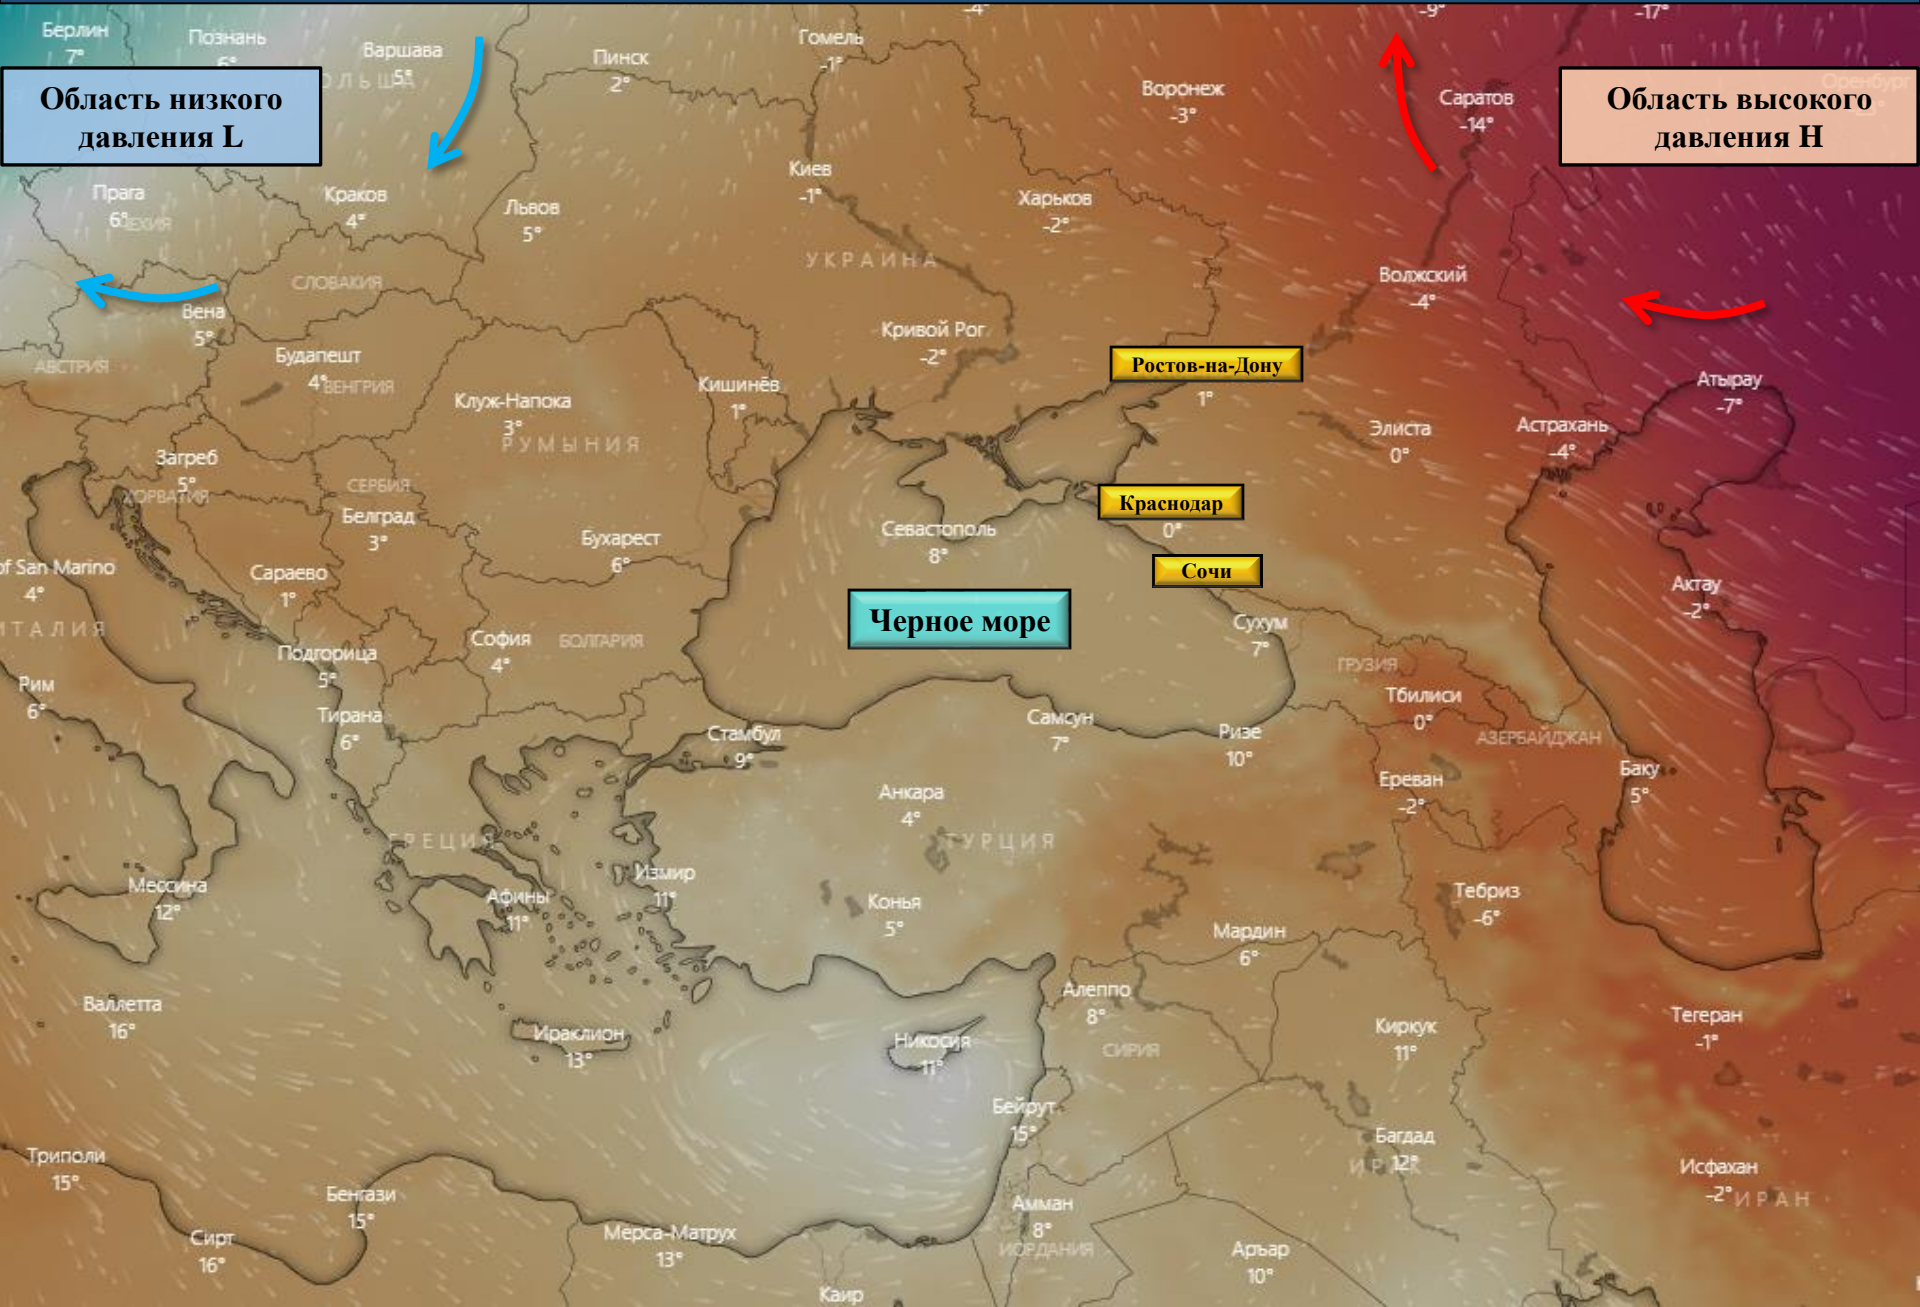 -4°
-9°
-17°
Берлин
7°
Познань
6°
Варшава
5°
Пинск
2°
Гомель
-1°
Воронеж
-3°
Саратов
-14°
Оренбург
Область низкого
давления L
Область высокого
давления H
Прага
6°
ЧЕХИЯ
Краков
4°
Львов
5°
Киев
-1°
Харьков
-2°
УКРАИНА
СЛОВАКИЯ
Волжский
-4°
Вена
5°
АВСТРИЯ
Будапешт
4°
ВЕНГРИЯ
Кривой Рог
-2°
Ростов-на-Дону
1°
Кишинёв
1°
Клуж-Напока
3°
РУМЫНИЯ
Элиста
0°
Астрахань
-4°
Атырау
-7°
Загреб
5°
ХОРВАТИЯ
СЕРБИЯ
Белград
3°
Бухарест
6°
Севастополь
8°
Краснодар
0°
Сочи
of San Marino
4°
ИТАЛИЯ
Сараево
1°
Актау
-2°
Черное море
Сухум
7°
Подгорица
5°
София
4°
БОЛГАРИЯ
ГРУЗИЯ
Рим
6°
Тирана
6°
Стамбул
9°
Самсун
7°
Ризе
10°
Тбилиси
0°
АЗЕРБАЙДЖАН
Баку
5°
Ереван
-2°
Анкара
4°
ГРЕЦИЯ
ТУРЦИЯ
Мессина
12°
Афины
11°
Измир
11°
Конья
5°
Тебриз
-6°
Мардин
6°
Валлетта
16°
Ираклион
13°
Никосия
11°
Алеппо
8°
СИРИЯ
Киркук
11°
Тегеран
-1°
Бейрут
15°
Багдад
12°
ИРАК
Триполи
15°
Бенгази
15°
Исфахан
-2°
ИРАН
Сирт
16°
Мерса-Матрух
13°
Амман
8°
ИОРДАНИЯ
Аръар
10°
Каир